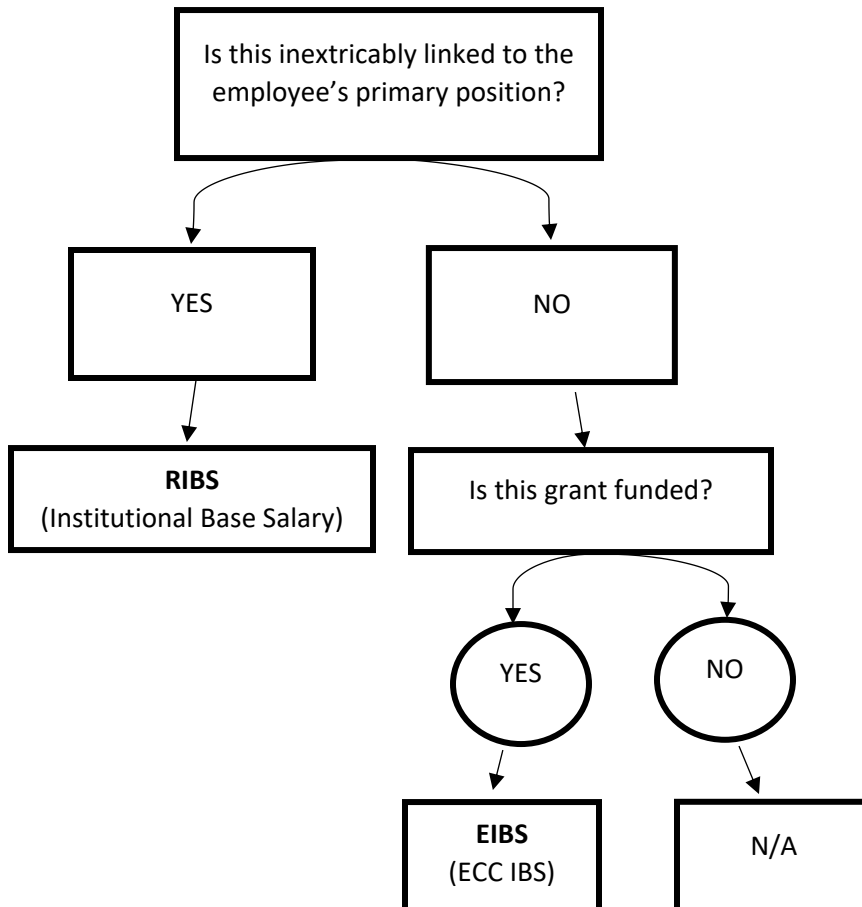 Is this inextricably linked to the
employee’s primary position?
YES
NO
RIBS
(Institutional Base Salary)
Is this grant funded?
YES
NO
EIBS
(ECC IBS)
N/A